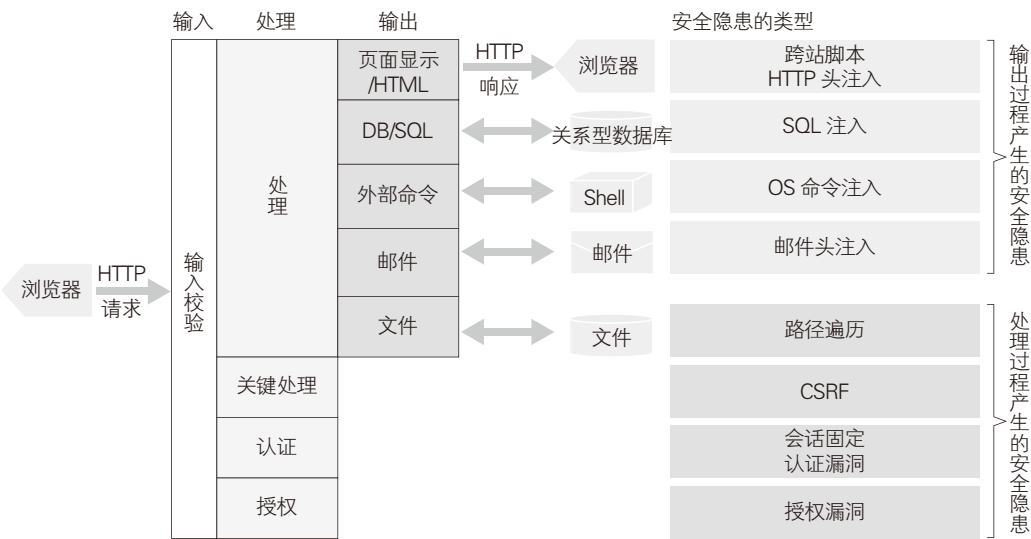 输入
处理
输出
安全隐患的类型
页面显示
/HTML
HTTP
响应
浏览器
跨站脚本
HTTP 头注入
DB/SQL
关系型数据库
SQL 注入
外部命令
Shell
OS 命令注入
邮件
邮件
邮件头注入
文件
文件
路径遍历
处理
浏览器
HTTP
请求
输入校验
关键处理
CSRF
认证
会话固定
认证漏洞
授权
授权漏洞
输出过程产生的安全隐患
处理过程产生的安全隐患